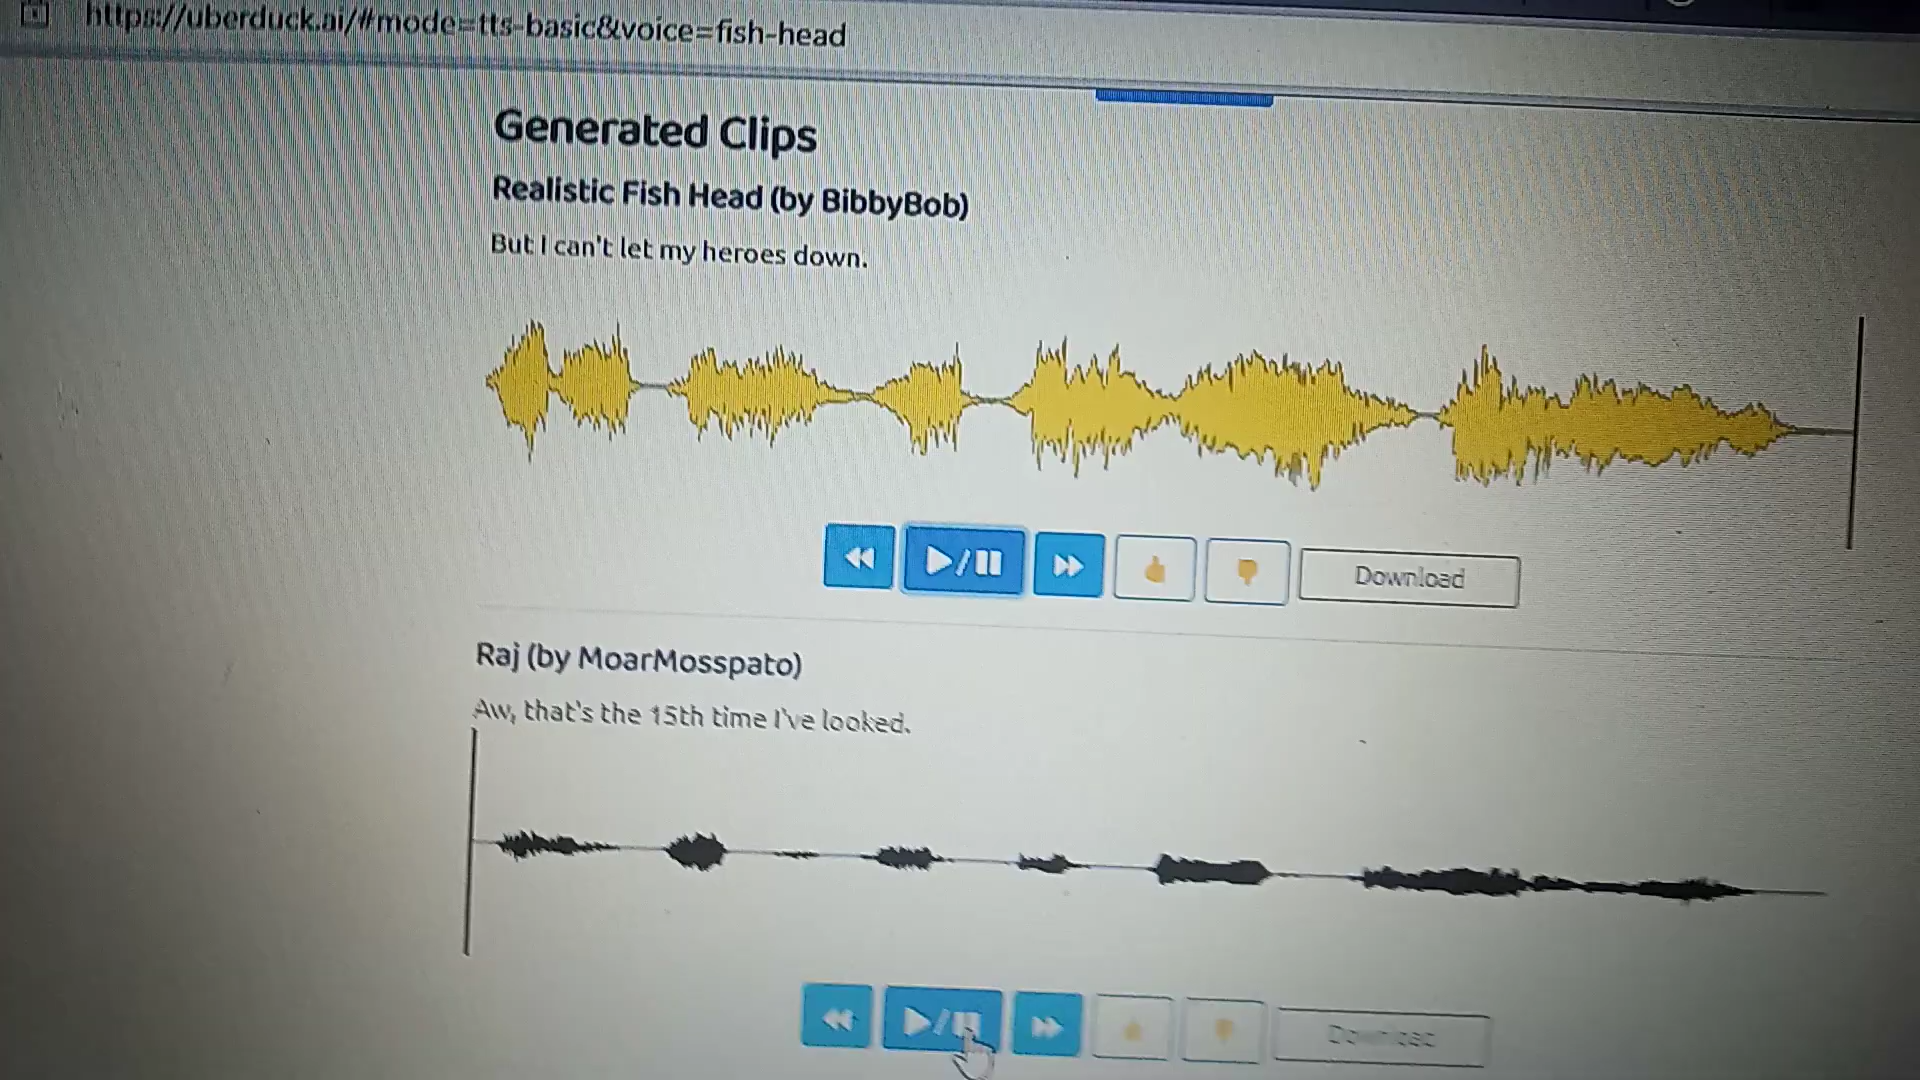 https://uberduck.ai/#mode=tts-basic&voice=fish-head
Generated Clips
Realistic Fish Head (by BibbyBob)
But I can't let my heroes down.
Download
Raj (by MoarMosspato)
Aw, that's the 15th time I've looked.
Download